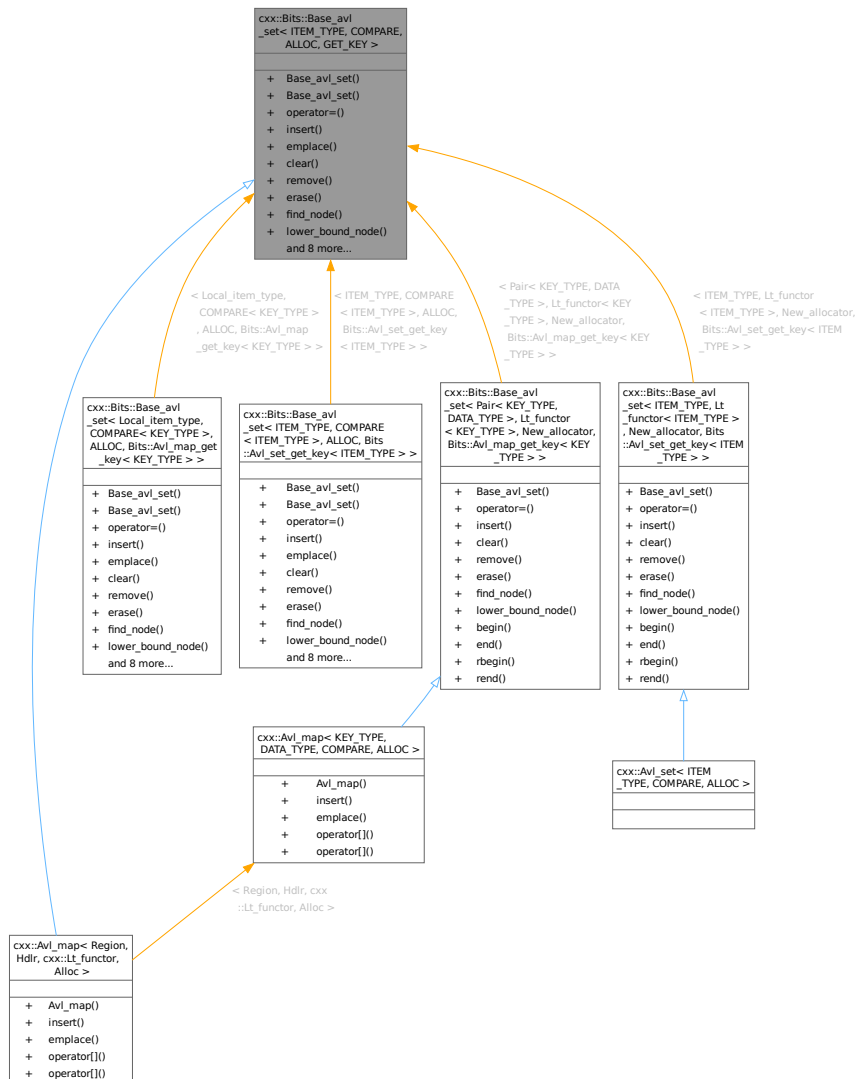 cxx::Bits::Base_avl
_set< ITEM_TYPE, COMPARE,
ALLOC, GET_KEY >
+ Base_avl_set()
+ Base_avl_set()
+ operator=()
+ insert()
+ emplace()
+ clear()
+ remove()
+ erase()
+ find_node()
+ lower_bound_node()
and 8 more...
< Local_item_type,
COMPARE< KEY_TYPE >
, ALLOC, Bits::Avl_map
_get_key< KEY_TYPE > >
< ITEM_TYPE, COMPARE
< ITEM_TYPE >, ALLOC,
Bits::Avl_set_get_key
< ITEM_TYPE > >
< Pair< KEY_TYPE, DATA
_TYPE >, Lt_functor< KEY
_TYPE >, New_allocator,
Bits::Avl_map_get_key< KEY
_TYPE > >
< ITEM_TYPE, Lt_functor
< ITEM_TYPE >, New_allocator,
Bits::Avl_set_get_key< ITEM
_TYPE > >
cxx::Bits::Base_avl
_set< Local_item_type,
COMPARE< KEY_TYPE >,
ALLOC, Bits::Avl_map_get
_key< KEY_TYPE > >
+ Base_avl_set()
+ Base_avl_set()
+ operator=()
+ insert()
+ emplace()
+ clear()
+ remove()
+ erase()
+ find_node()
+ lower_bound_node()
and 8 more...
cxx::Bits::Base_avl
_set< ITEM_TYPE, COMPARE
< ITEM_TYPE >, ALLOC, Bits
::Avl_set_get_key< ITEM_TYPE > >
+ Base_avl_set()
+ Base_avl_set()
+ operator=()
+ insert()
+ emplace()
+ clear()
+ remove()
+ erase()
+ find_node()
+ lower_bound_node()
and 8 more...
cxx::Bits::Base_avl
_set< Pair< KEY_TYPE,
DATA_TYPE >, Lt_functor
< KEY_TYPE >, New_allocator,
Bits::Avl_map_get_key< KEY
_TYPE > >
+ Base_avl_set()
+ operator=()
+ insert()
+ clear()
+ remove()
+ erase()
+ find_node()
+ lower_bound_node()
+ begin()
+ end()
+ rbegin()
+ rend()
cxx::Bits::Base_avl
_set< ITEM_TYPE, Lt
_functor< ITEM_TYPE >
, New_allocator, Bits
::Avl_set_get_key< ITEM
_TYPE > >
+ Base_avl_set()
+ operator=()
+ insert()
+ clear()
+ remove()
+ erase()
+ find_node()
+ lower_bound_node()
+ begin()
+ end()
+ rbegin()
+ rend()
cxx::Avl_map< KEY_TYPE,
DATA_TYPE, COMPARE, ALLOC >
+ Avl_map()
+ insert()
+ emplace()
+ operator[]()
+ operator[]()
cxx::Avl_set< ITEM
_TYPE, COMPARE, ALLOC >
< Region, Hdlr, cxx
::Lt_functor, Alloc >
cxx::Avl_map< Region,
Hdlr, cxx::Lt_functor,
Alloc >
+ Avl_map()
+ insert()
+ emplace()
+ operator[]()
+ operator[]()